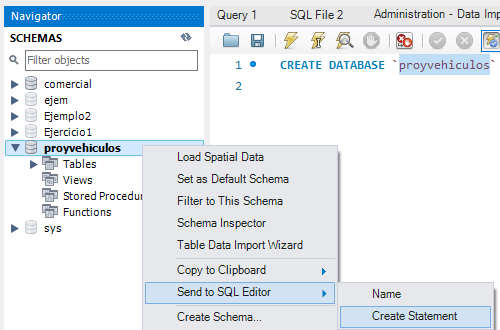 Navigator
SCHEMAS
Filter objects
comercial
ejem
Ejemplo2
Ejercicio1
proyvehiculos
Tables
Views
Stored Procedur
Functions
sys
Query 1
SQL File 2
Administration - Data Impo
1
CREATE DATABASE `proyvehiculos`
2
Load Spatial Data
Set as Default Schema
Filter to This Schema
Schema Inspector
Table Data Import Wizard
Copy to Clipboard
Send to SQL Editor
Create Schema...
Name
Create Statement